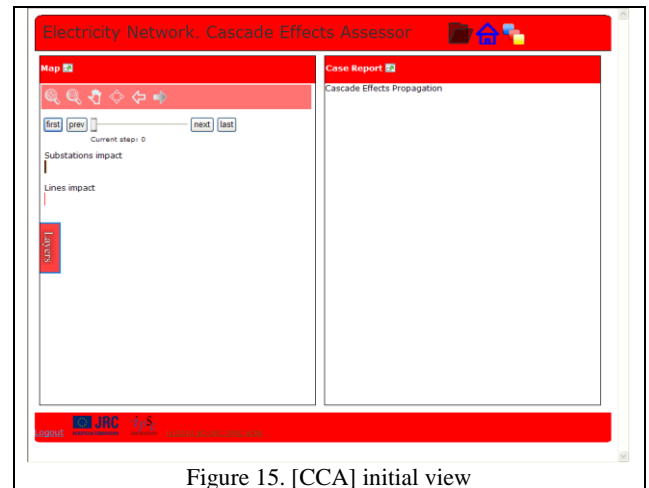 Electricity Network. Cascade Effects Assessor
Map
Case Report
Cascade Effects Propagation
first prev next last
Current step: 0
Substations impact
Lines impact
Layers
Logout
JRC
Figure 15. [CCA] initial view